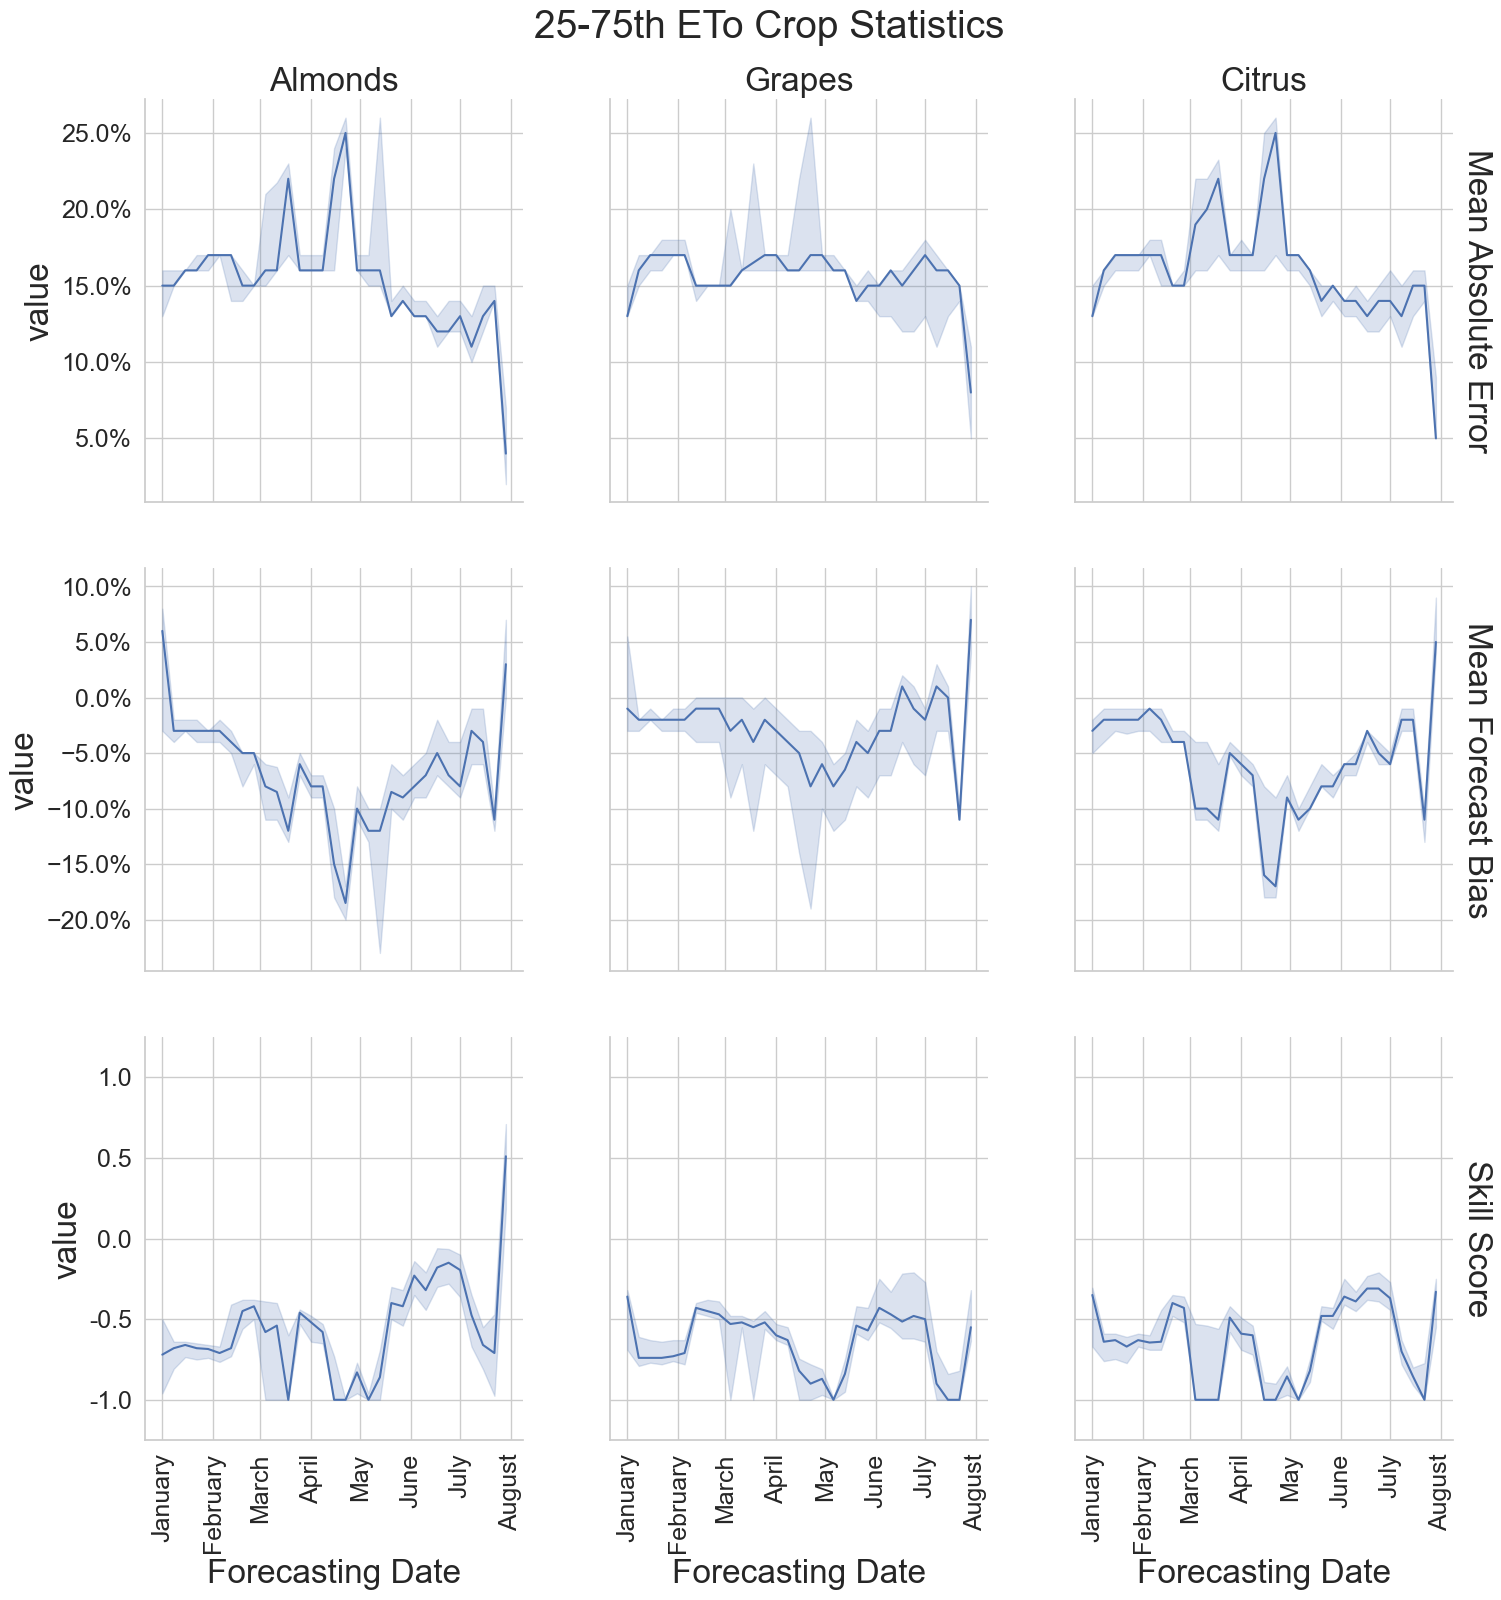 25-75th ETo Crop Statistics
Almonds
Grapes
Citrus
25.0%
20.0%
15.0%
10.0%
5.0%
value
Mean Absolute Error
10.0%
5.0%
0.0%
−5.0%
−10.0%
−15.0%
−20.0%
value
Mean Forecast Bias
1.0
0.5
0.0
-0.5
-1.0
value
Skill Score
January
February
March
April
May
June
July
August
January
February
March
April
May
June
July
August
January
February
March
April
May
June
July
August
Forecasting Date
Forecasting Date
Forecasting Date